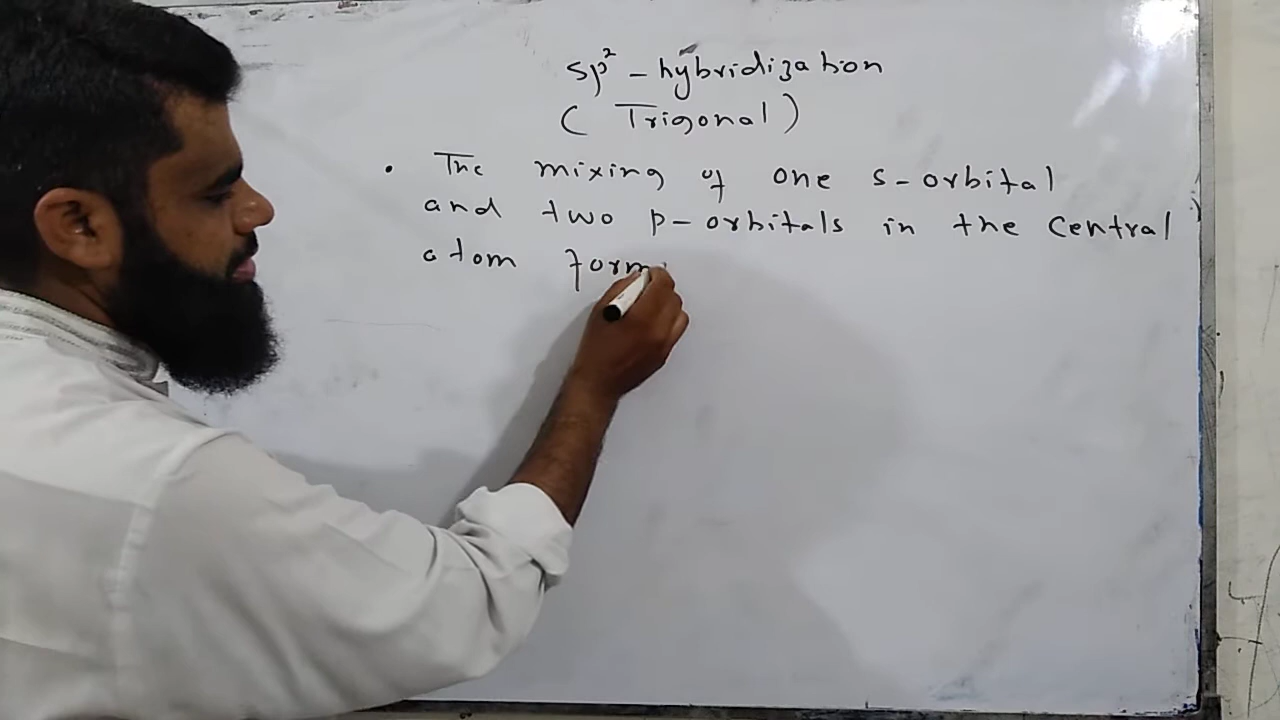 sp² - hybridization
( Trigonal )
• The mixing of one s-orbital
and two p-orbitals in the Central
atom form